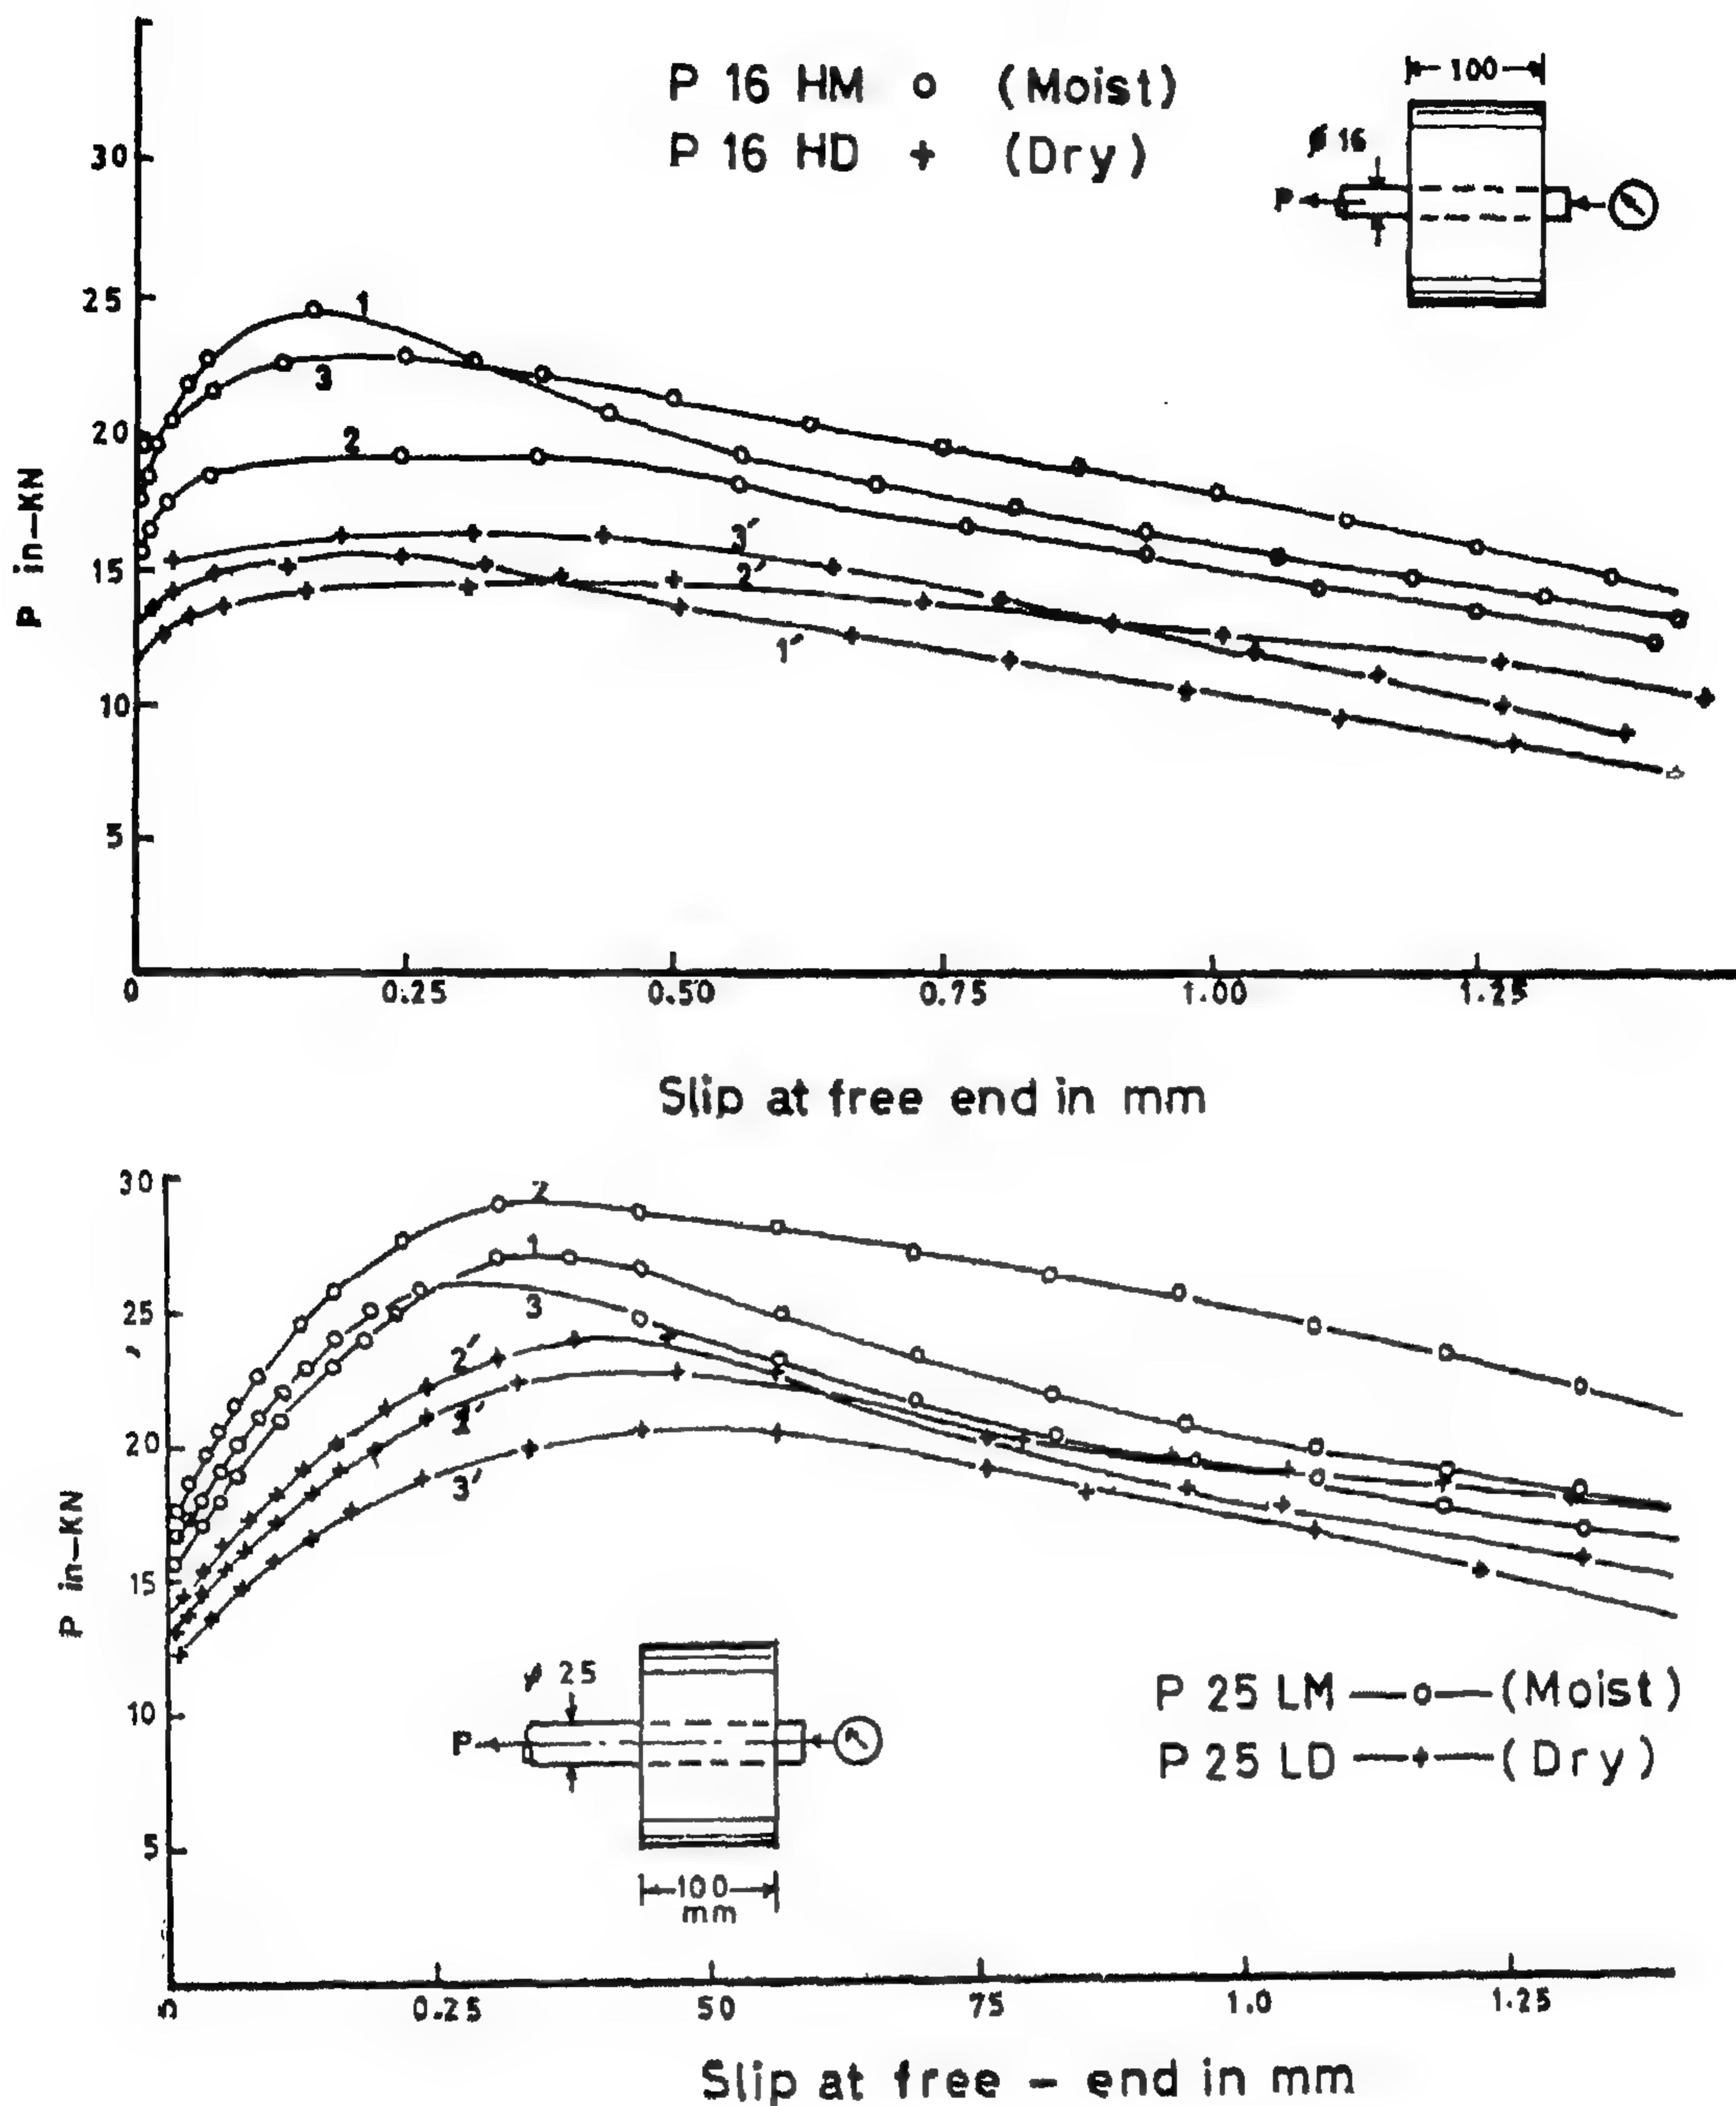 P 16 HM o (Moist)
P 16 HD + (Dry)
100
ø 16
P
30
25
20
15
10
5
P in-KN
1
3
2
3'
2'
1'
0
0.25
0.50
0.75
1.00
1.25
Slip at free end in mm
30
25
20
15
10
5
P in-KN
2
1
3
2'
1'
3'
ø 25
P
100
mm
P 25 LM —o— (Moist)
P 25 LD —+— (Dry)
0.25
50
75
1.0
1.25
Slip at free - end in mm